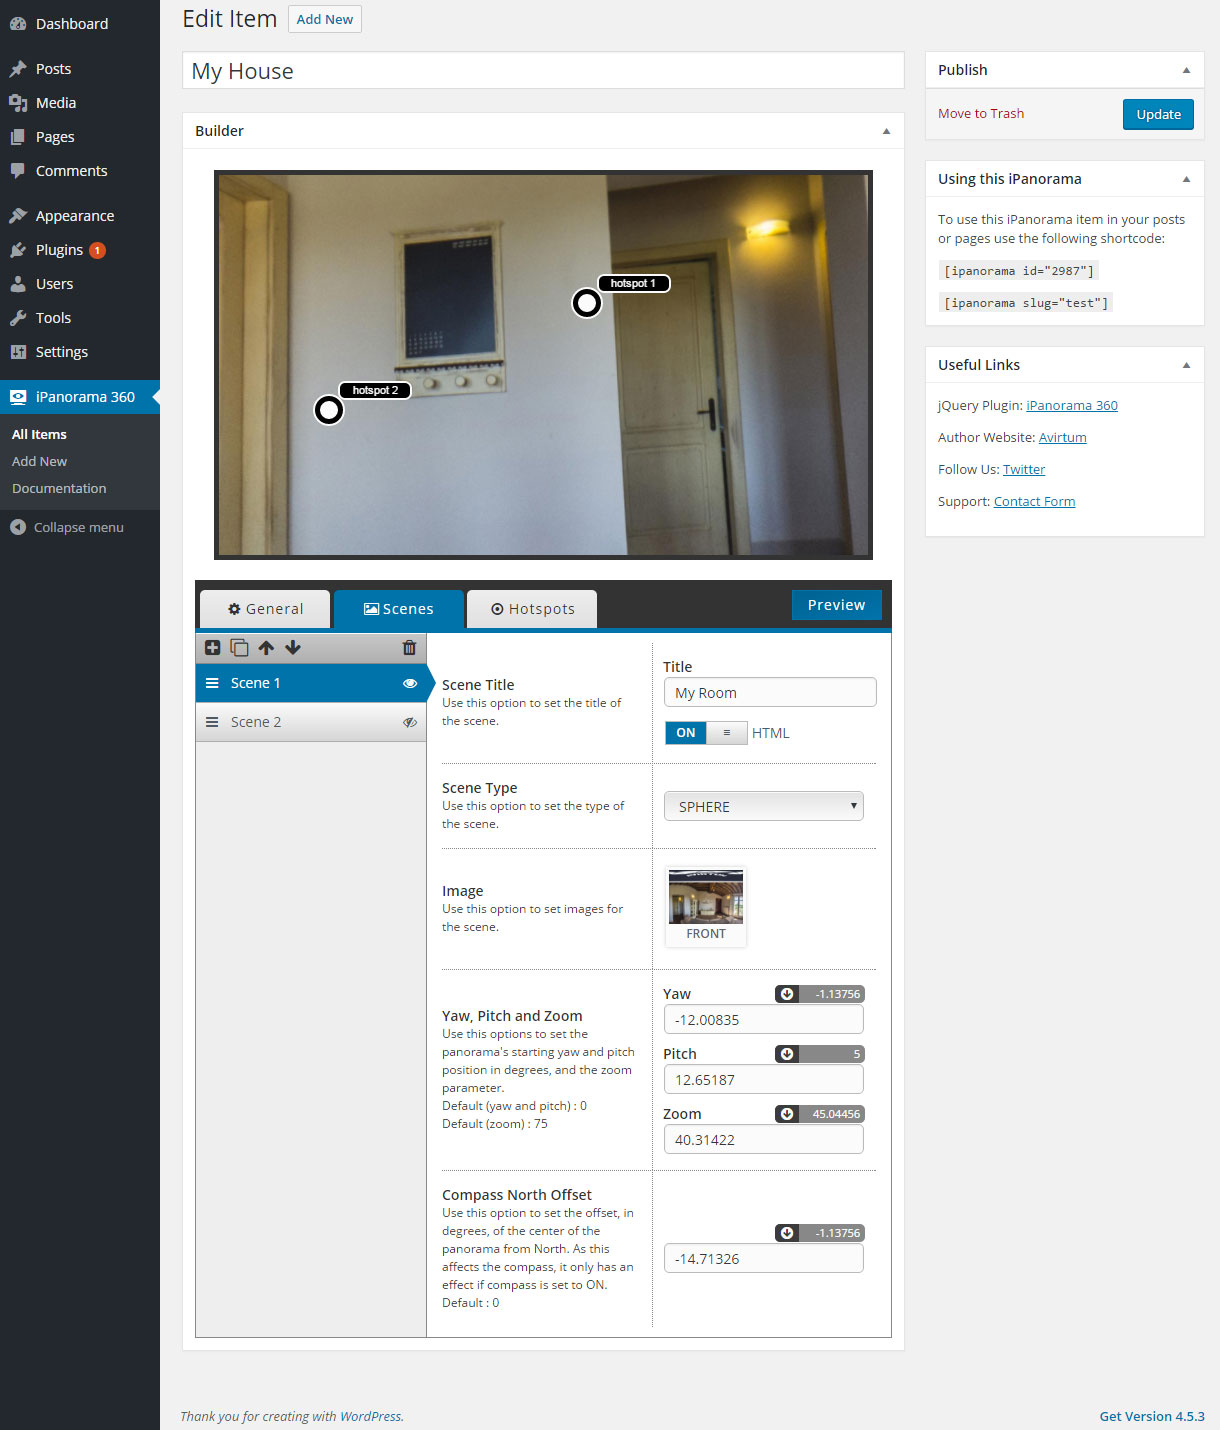 Dashboard
Posts
Media
Pages
Comments
Appearance
Plugins 1
Users
Tools
Settings
iPanorama 360
All Items
Add New
Documentation
Collapse menu
Edit Item Add New
My House
Builder
hotspot 1
hotspot 2
General Scenes Hotspots Preview
Scene 1
Scene 2
Scene Title
Use this option to set the title of
the scene.
Title
My Room
ON HTML
Scene Type
Use this option to set the type of
the scene.
SPHERE
Image
Use this option to set images for
the scene.
FRONT
Yaw, Pitch and Zoom
Use this options to set the
panorama's starting yaw and pitch
position in degrees, and the zoom
parameter.
Default (yaw and pitch) : 0
Default (zoom) : 75
Yaw -1.13756
-12.00835
Pitch 5
12.65187
Zoom 45.04456
40.31422
Compass North Offset
Use this option to set the offset, in
degrees, of the center of the
panorama from North. As this
affects the compass, it only has an
effect if compass is set to ON.
Default : 0
-1.13756
-14.71326
Publish
Move to Trash Update
Using this iPanorama
To use this iPanorama item in your posts
or pages use the following shortcode:
[ipanorama id="2987"]
[ipanorama slug="test"]
Useful Links
jQuery Plugin: iPanorama 360
Author Website: Avirtum
Follow Us: Twitter
Support: Contact Form
Thank you for creating with WordPress.
Get Version 4.5.3